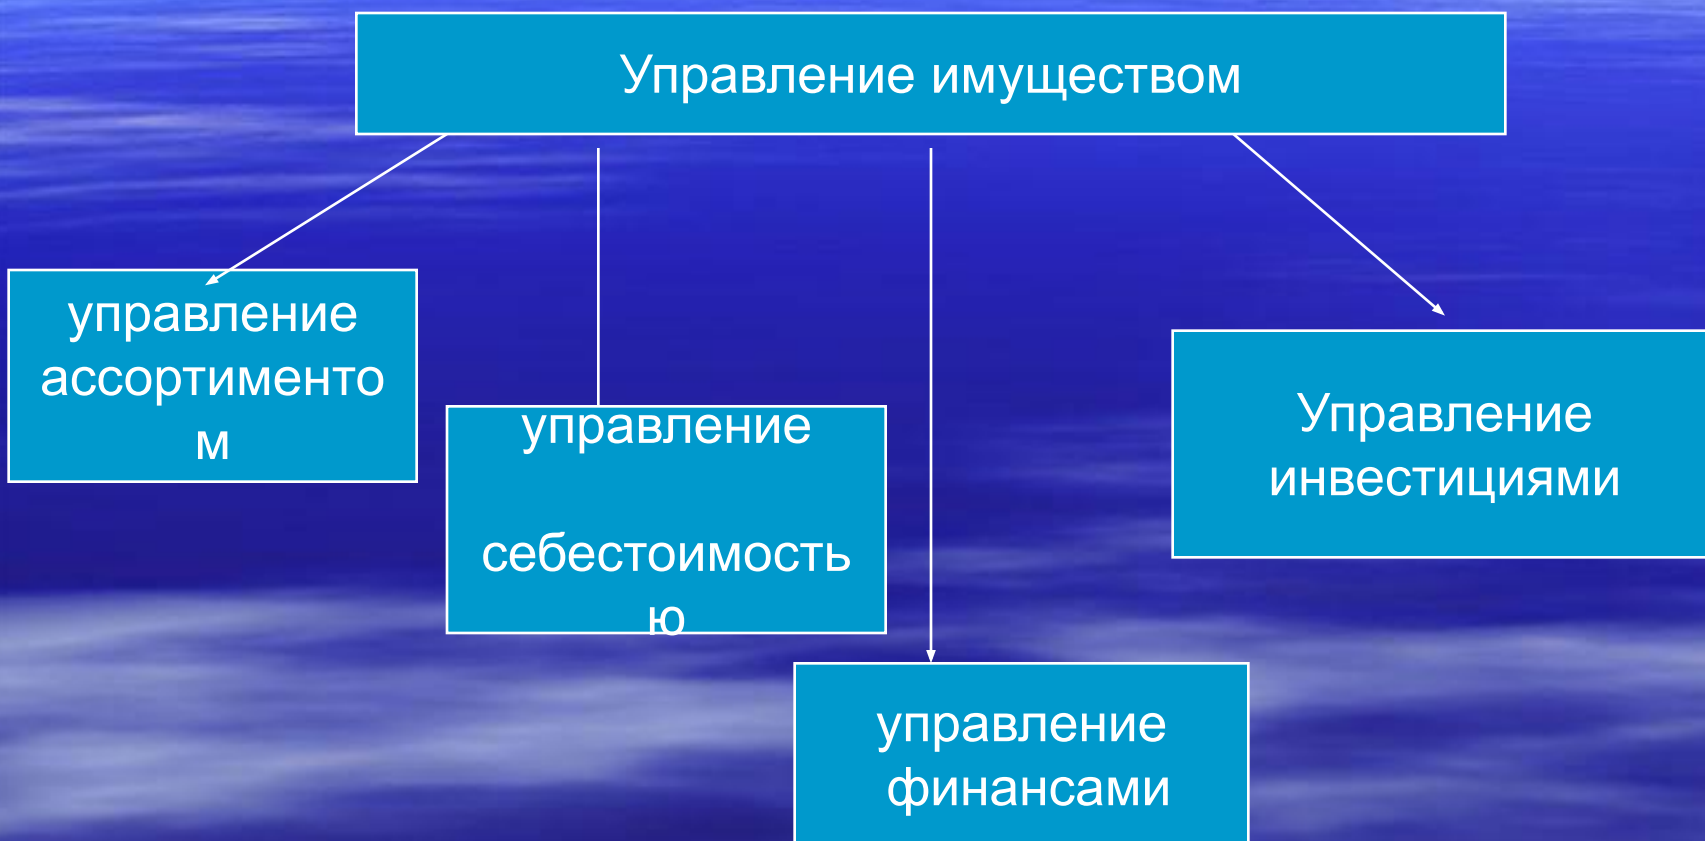 Управление имуществом
управление
ассортименто
м
управление
себестоимость
ю
Управление
инвестициями
управление
финансами